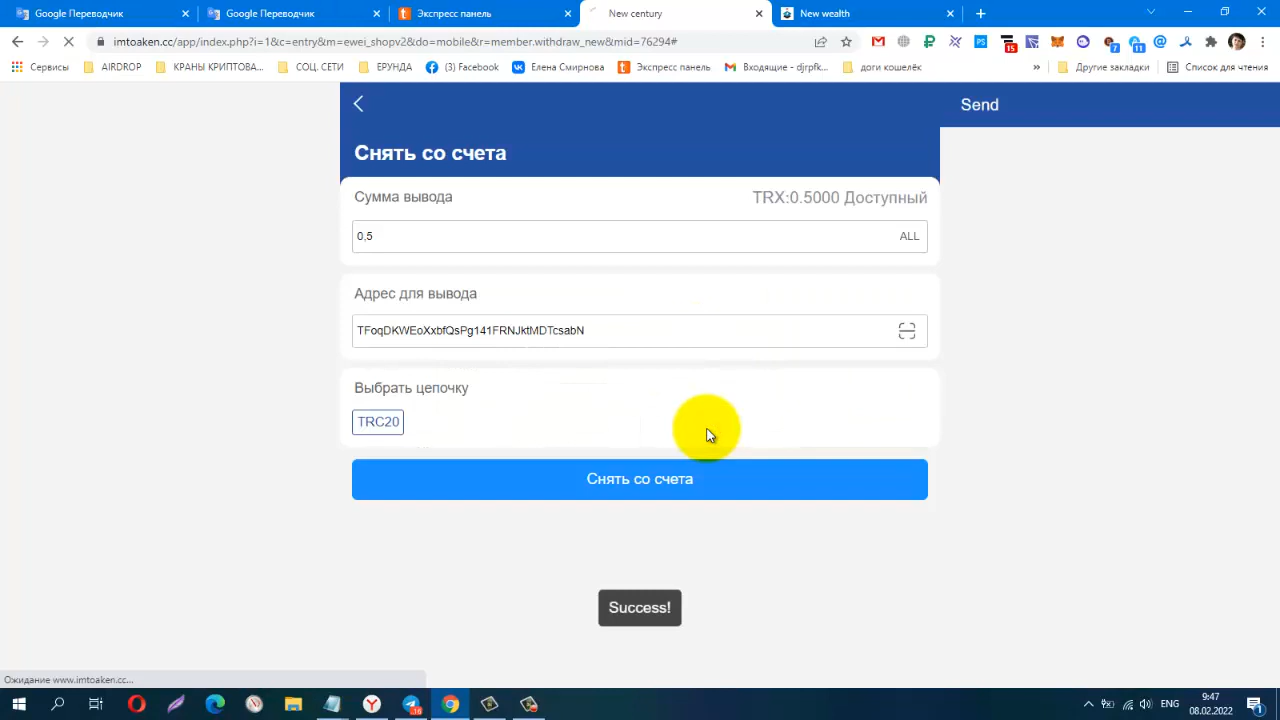 Google Переводчик
Google Переводчик
Экспресс панель
New century
New wealth
imtoaken.cc/app/index.php?i=1&c=entry&m=ewei_shopv2&do=mobile&r=member.withdraw_new&mid=76294#
Сервисы
AIRDROP
КРАНЫ КРИПТОВА...
СОЦ. СЕТИ
ЕРУНДА
(3) Facebook
Елена Смирнова
Экспресс панель
Входящие - djrpfk...
доги кошелёк
»
Другие закладки
Список для чтения
Send
Снять со счета
Сумма вывода
TRX:0.5000 Доступный
0,5
ALL
Адрес для вывода
TFoqDKWEoXxbfQsPg141FRNJktMDTcsabN
Выбрать цепочку
TRC20
Снять со счета
Success!
Ожидание www.imtoaken.cc...
ENG
9:47
08.02.2022